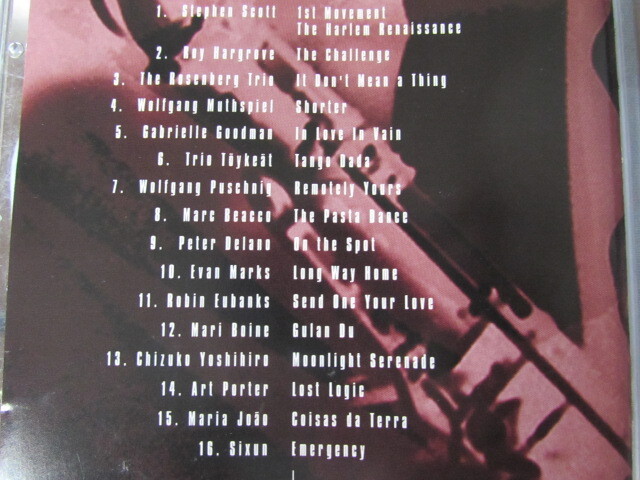 1. Stephen Scott 1st Movement
The Harlem Renaissance
2. Roy Hargrove The Challenge
3. The Rosenberg Trio It Don't Mean a Thing
4. Wolfgang Muthspiel Shorter
5. Gabrielle Goodman In Love In Vain
6. Trio Töykeät Tango Dada
7. Wolfgang Puschnig Remotely Yours
8. Marc Beacco The Pasta Dance
9. Peter Delano On the Spot
10. Evan Marks Long Way Home
11. Robin Eubanks Send One Your Love
12. Mari Boine Gulan Du
13. Chizuko Yoshihiro Moonlight Serenade
14. Art Porter Lost Logic
15. Maria João Coisas da Terra
16. Sixun Emergency